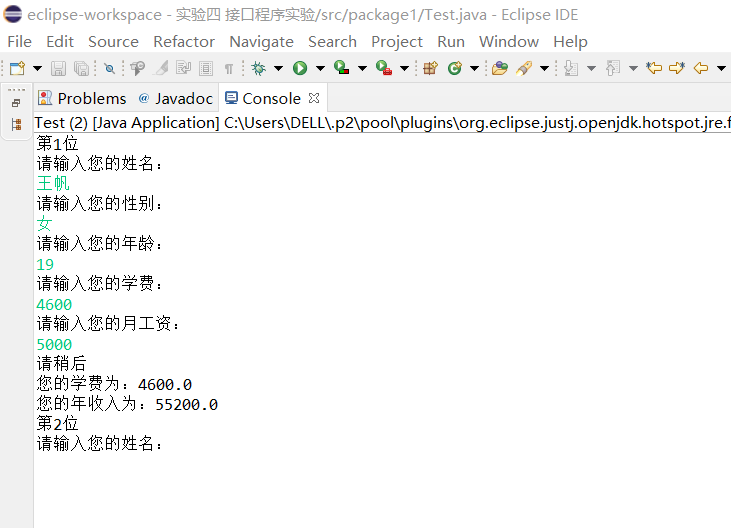 eclipse-workspace - 实验四 接口程序实验/src/package1/Test.java - Eclipse IDE
File Edit Source Refactor Navigate Search Project Run Window Help
Problems @ Javadoc Console
Test (2) [Java Application] C:\Users\DELL\.p2\pool\plugins\org.eclipse.justj.openjdk.hotspot.jre.f
第1位
请输入您的姓名：
王帆
请输入您的性别：
女
请输入您的年龄：
19
请输入您的学费：
4600
请输入您的月工资：
5000
请稍后
您的学费为：4600.0
您的年收入为：55200.0
第2位
请输入您的姓名：